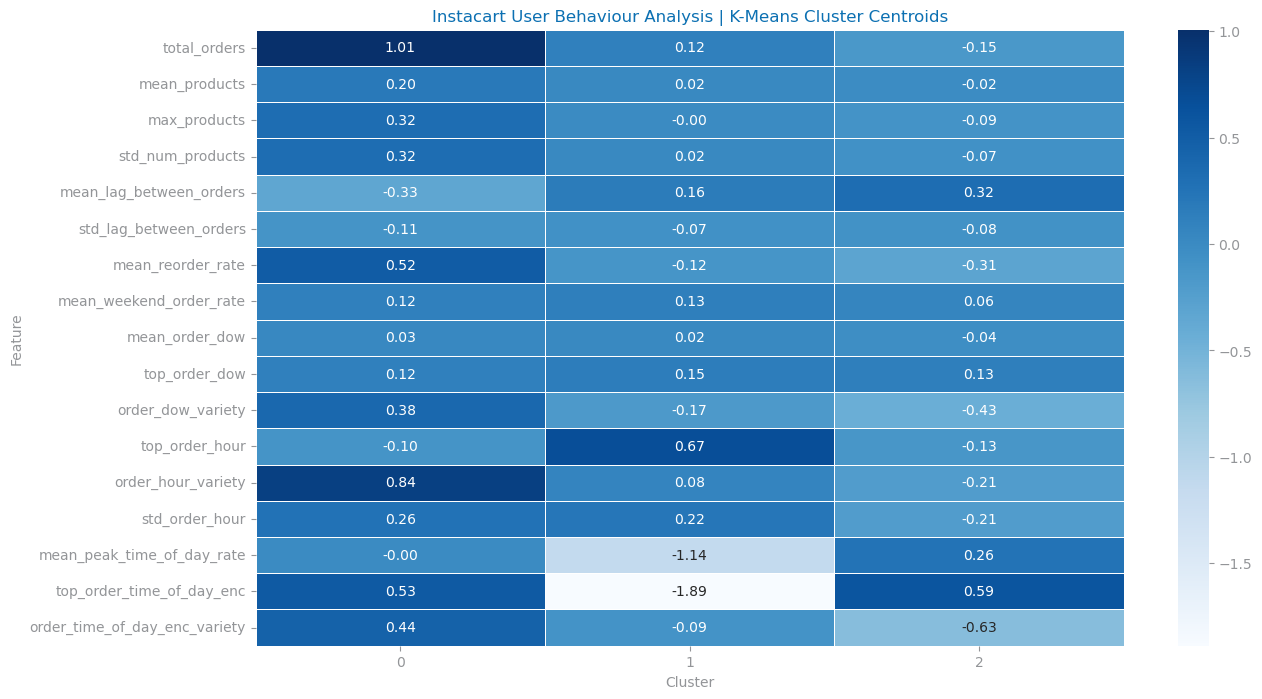 Instacart User Behaviour Analysis | K-Means Cluster Centroids
total_orders 1.01 0.12 -0.15
mean_products 0.20 0.02 -0.02
max_products 0.32 -0.00 -0.09
std_num_products 0.32 0.02 -0.07
mean_lag_between_orders -0.33 0.16 0.32
std_lag_between_orders -0.11 -0.07 -0.08
mean_reorder_rate 0.52 -0.12 -0.31
mean_weekend_order_rate 0.12 0.13 0.06
mean_order_dow 0.03 0.02 -0.04
top_order_dow 0.12 0.15 0.13
order_dow_variety 0.38 -0.17 -0.43
top_order_hour -0.10 0.67 -0.13
order_hour_variety 0.84 0.08 -0.21
std_order_hour 0.26 0.22 -0.21
mean_peak_time_of_day_rate -0.00 -1.14 0.26
top_order_time_of_day_enc 0.53 -1.89 0.59
order_time_of_day_enc_variety 0.44 -0.09 -0.63
0 1 2
Cluster
Feature
1.0
0.5
0.0
−0.5
−1.0
−1.5